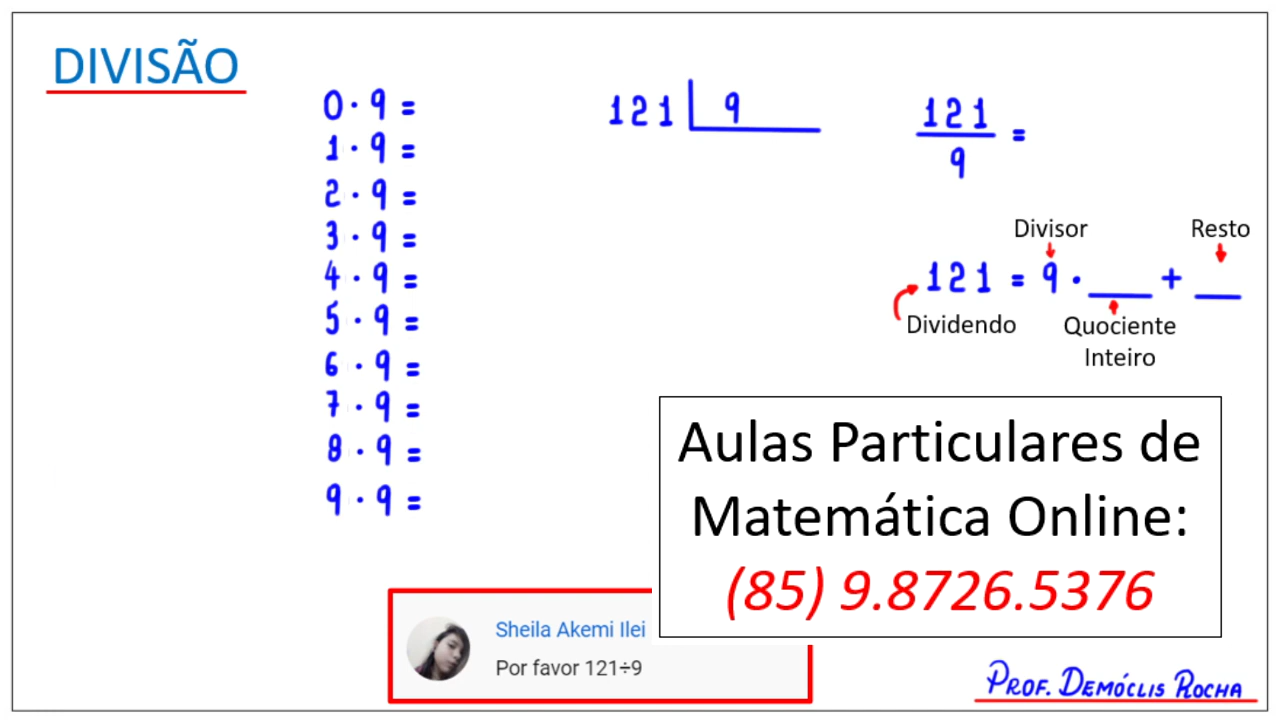 DIVISÃO
0 · 9 =
1 · 9 =
2 · 9 =
3 · 9 =
4 · 9 =
5 · 9 =
6 · 9 =
7 · 9 =
8 · 9 =
9 · 9 =
121 9
121
9
=
Divisor Resto
121 = 9 · ___ + __
Dividendo Quociente
Inteiro
Aulas Particulares de
Matemática Online:
(85) 9.8726.5376
Sheila Akemi Ilei
Por favor 121÷9
PROF. DEMÓCLIS ROCHA